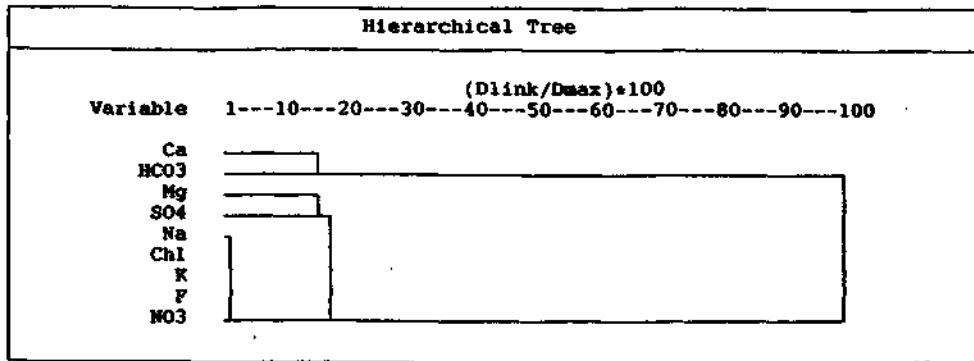 Hierarchical Tree
(Dlink/Dmax)*100
Variable 1---10---20---30---40---50---60---70---80---90---100
Ca
HCO3
Mg
SO4
Na
Chl
K
F
NO3